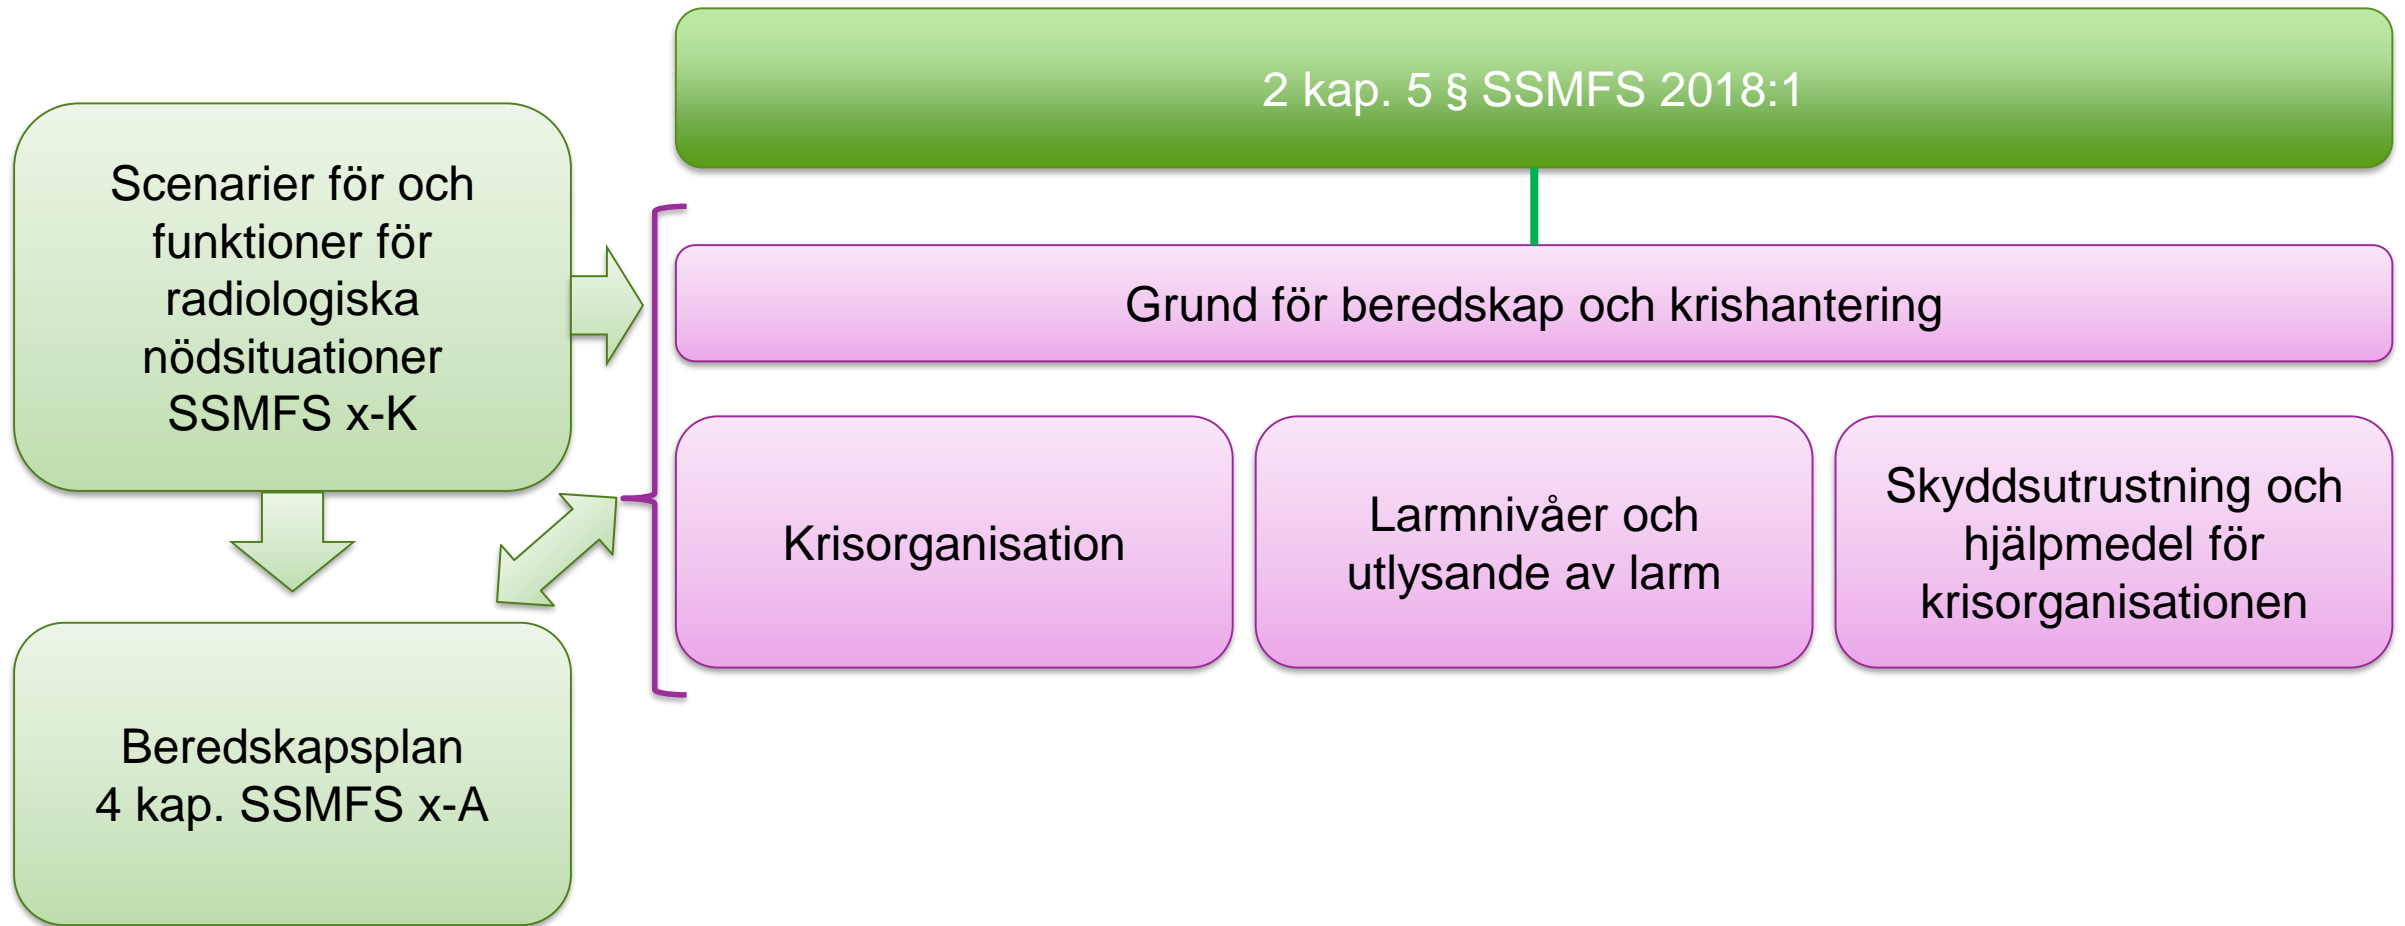 2 kap. 5 § SSMFS 2018:1
Scenarier för och
funktioner för
radiologiska
nödsituationer
SSMFS x-K
Grund för beredskap och krishantering
Krisorganisation
Larmnivåer och
utlysande av larm
Skyddsutrustning och
hjälpmedel för
krisorganisationen
Beredskapsplan
4 kap. SSMFS x-A